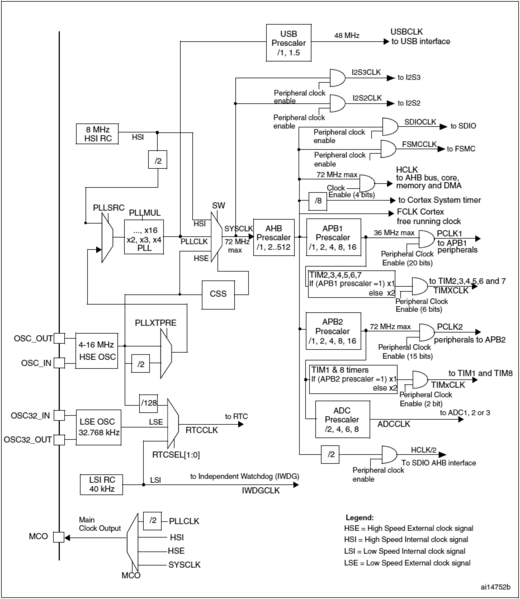 USB
Prescaler
/1, 1.5
48 MHz
USBCLK
to USB interface
I2S3CLK
to I2S3
Peripheral clock
enable
I2S2CLK
to I2S2
Peripheral clock
enable
SDIOCLK
to SDIO
Peripheral clock
enable
FSMCCLK
to FSMC
Peripheral clock
enable
8 MHz
HSI RC
HSI
/2
72 MHz max
HCLK
to AHB bus, core,
memory and DMA
Clock
Enable (4 bits)
/8
to Cortex System timer
FCLK Cortex
free running clock
PLLSRC
PLLMUL
..., x16
x2, x3, x4
PLL
PLLCLK
SW
HSI
HSE
SYSCLK
72 MHz
max
AHB
Prescaler
/1, 2..512
APB1
Prescaler
/1, 2, 4, 8, 16
36 MHz max
PCLK1
to APB1
peripherals
Peripheral Clock
Enable (20 bits)
CSS
TIM2,3,4,5,6,7
If (APB1 prescaler =1) x1
else x2
to TIM2,3,4,5,6 and 7
TIMXCLK
Peripheral Clock
Enable (6 bits)
OSC_OUT
OSC_IN
4-16 MHz
HSE OSC
PLLXTPRE
/2
APB2
Prescaler
/1, 2, 4, 8, 16
72 MHz max
PCLK2
peripherals to APB2
Peripheral Clock
Enable (15 bits)
TIM1 & 8 timers
If (APB2 prescaler =1) x1
else x2
to TIM1 and TIM8
TIMxCLK
Peripheral Clock
Enable (2 bit)
OSC32_IN
OSC32_OUT
LSE OSC
32.768 kHz
/128
LSE
to RTC
RTCCLK
RTCSEL[1:0]
ADC
Prescaler
/2, 4, 6, 8
to ADC1, 2 or 3
ADCCLK
/2
HCLK/2
To SDIO AHB interface
Peripheral clock
enable
LSI RC
40 kHz
LSI
to Independent Watchdog (IWDG)
IWDGCLK
MCO
Main
Clock Output
/2
PLLCLK
HSI
HSE
SYSCLK
MCO
Legend:
HSE = High Speed External clock signal
HSI = High Speed Internal clock signal
LSI = Low Speed Internal clock signal
LSE = Low Speed External clock signal
ai14752b